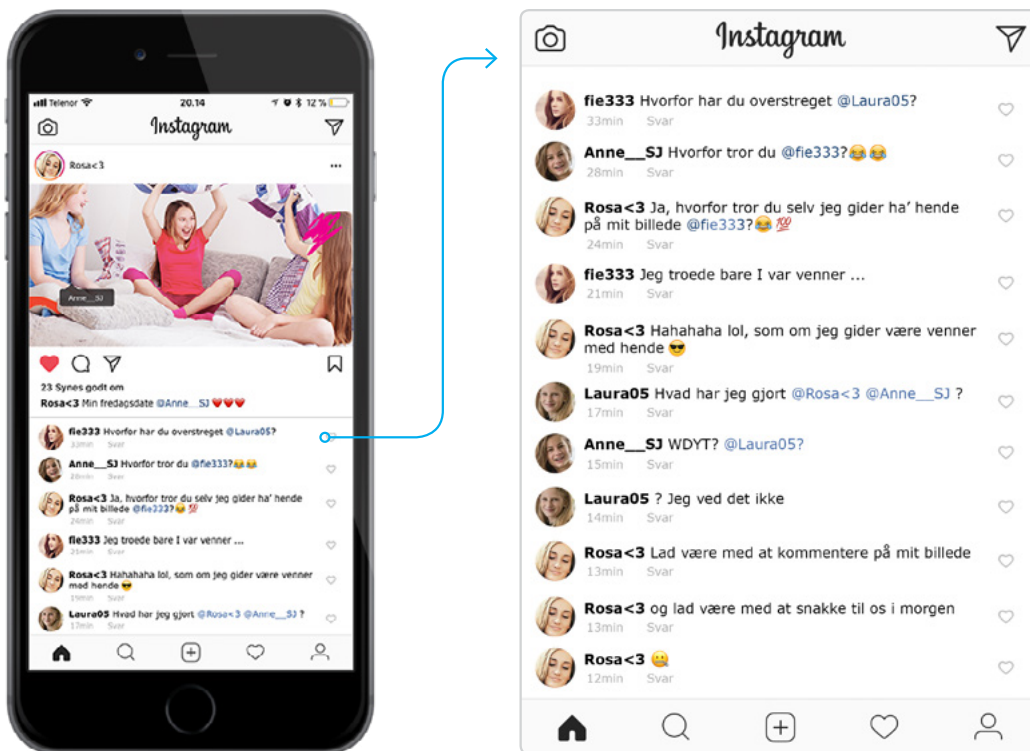 Telenor 20.14 12 %
Instagram
Rosa<3
Anne__SJ
23 Synes godt om
Rosa<3 Min fredagsdate @Anne__SJ ❤❤❤
fie333 Hvorfor har du overstreget @Laura05?
33min Svar
Anne__SJ Hvorfor tror du @fie333?😂😂
28min Svar
Rosa<3 Ja, hvorfor tror du selv jeg gider ha' hende
på mit billede @fie333?😂💯
24min Svar
fie333 Jeg troede bare I var venner ...
21min Svar
Rosa<3 Hahahaha lol, som om jeg gider være venner
med hende 😎
19min Svar
Laura05 Hvad har jeg gjort @Rosa<3 @Anne__SJ ?
17min Svar
Instagram
fie333 Hvorfor har du overstreget @Laura05?
33min Svar
Anne__SJ Hvorfor tror du @fie333?😂😂
28min Svar
Rosa<3 Ja, hvorfor tror du selv jeg gider ha' hende
på mit billede @fie333?😂💯
24min Svar
fie333 Jeg troede bare I var venner ...
21min Svar
Rosa<3 Hahahaha lol, som om jeg gider være venner
med hende 😎
19min Svar
Laura05 Hvad har jeg gjort @Rosa<3 @Anne__SJ ?
17min Svar
Anne__SJ WDYT? @Laura05?
15min Svar
Laura05 ? Jeg ved det ikke
14min Svar
Rosa<3 Lad være med at kommentere på mit billede
13min Svar
Rosa<3 og lad være med at snakke til os i morgen
13min Svar
Rosa<3 🤐
12min Svar